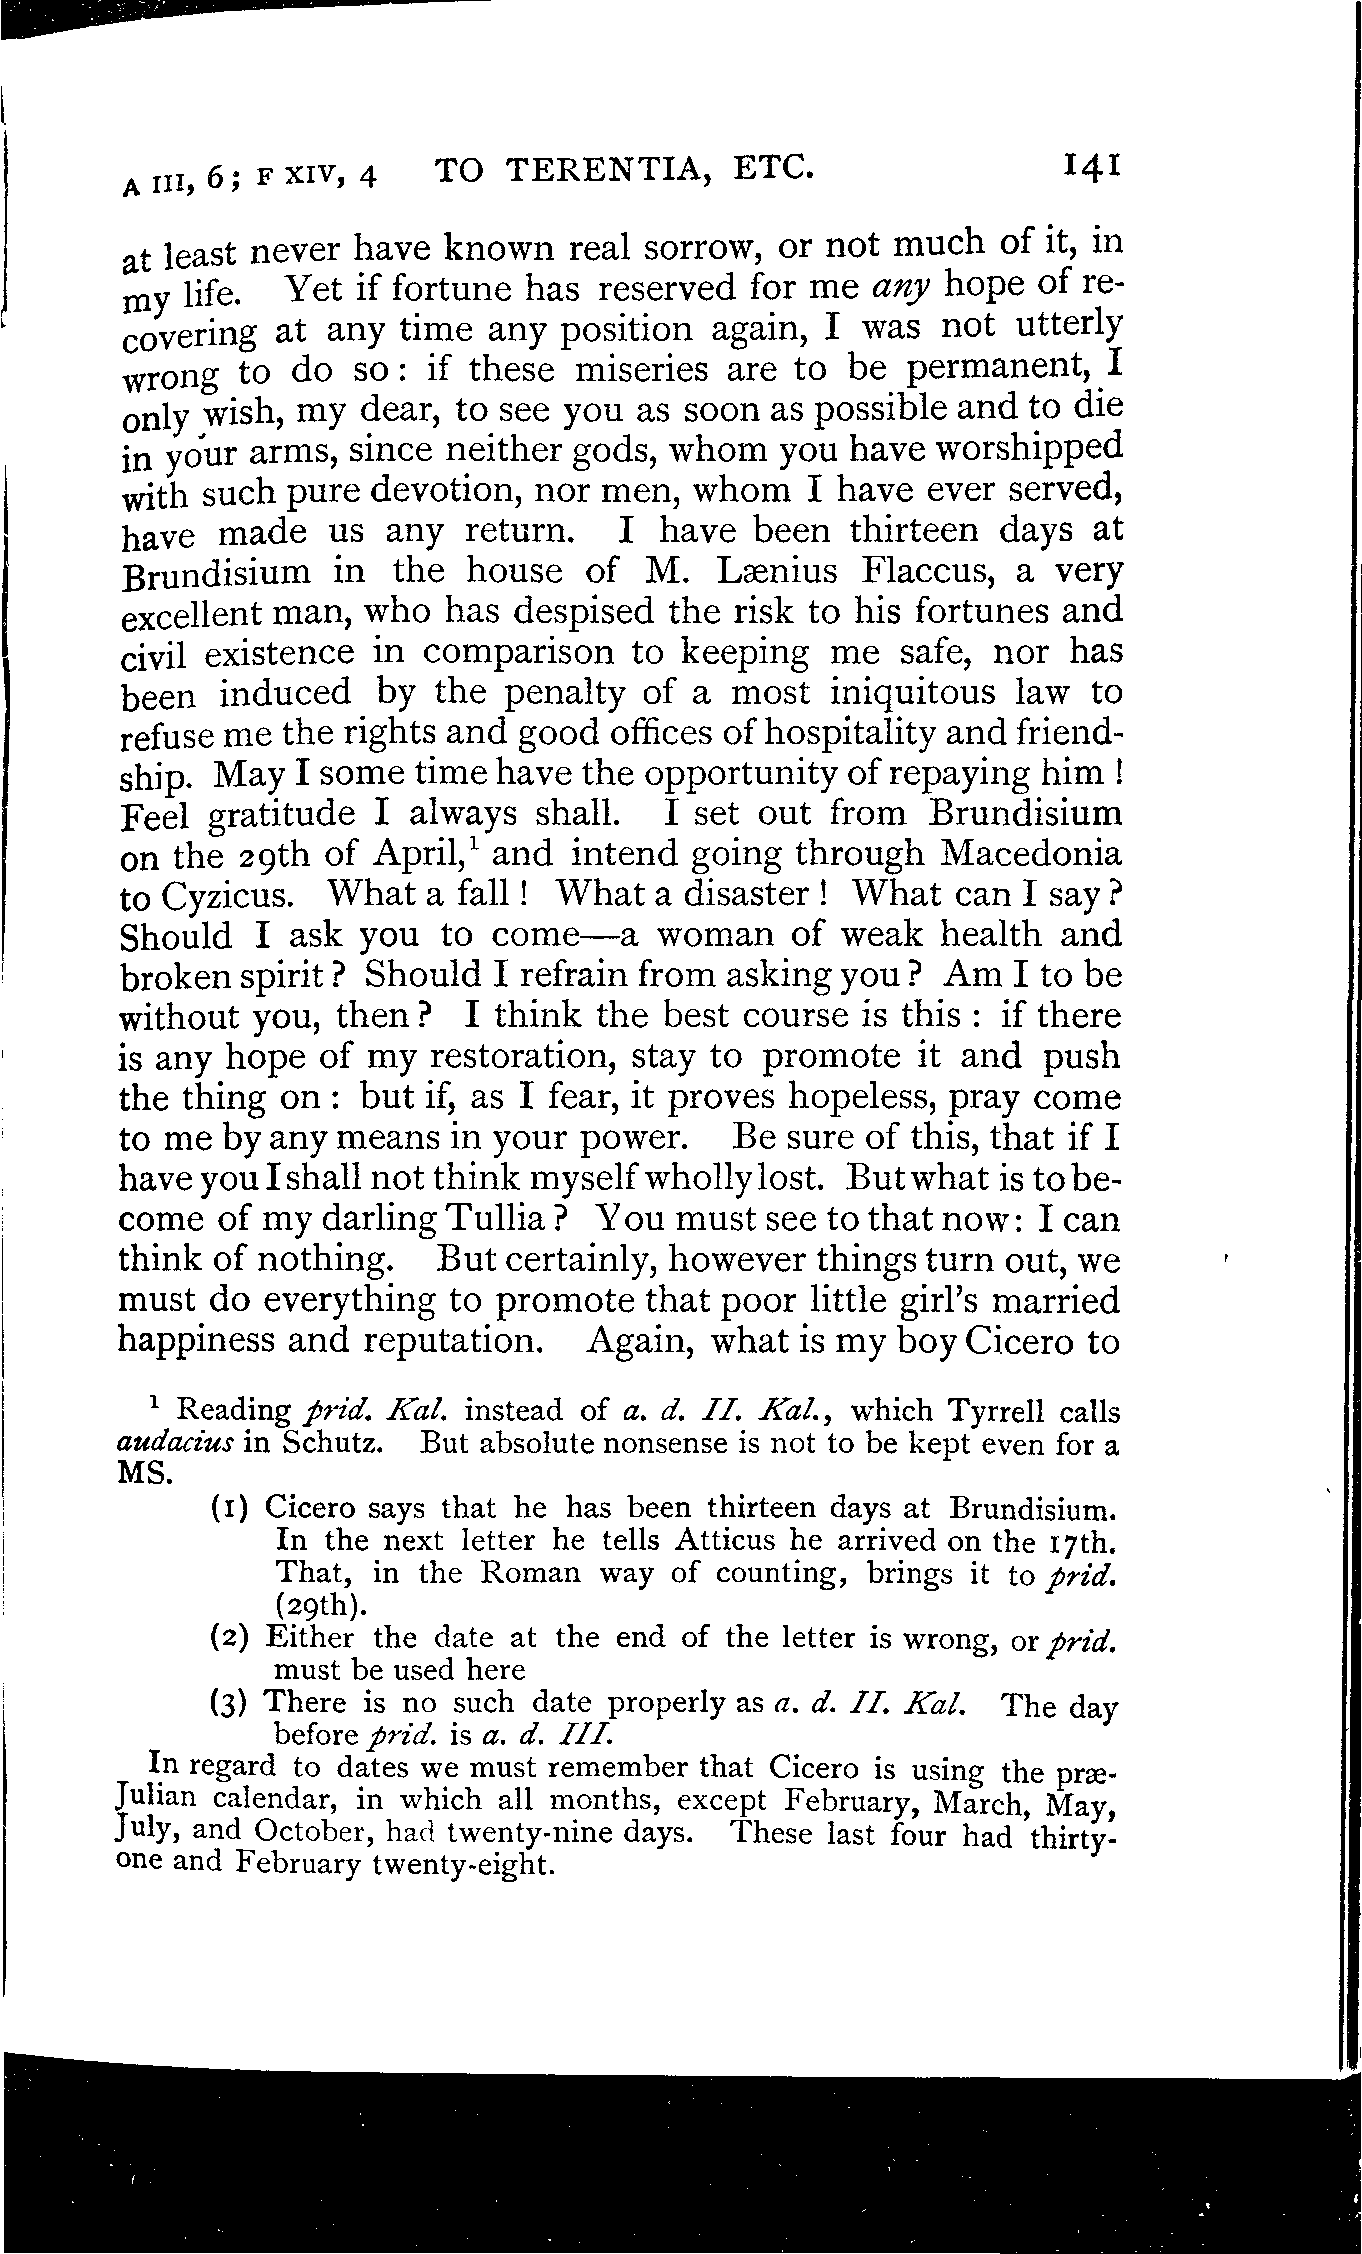 A III, 6; F XIV, 4 TO TERENTIA, ETC. 141
at least never have known real sorrow, or not much of it, in
my life. Yet if fortune has reserved for me any hope of re-
covering at any time any position again, I was not utterly
wrong to do so: if these miseries are to be permanent, I
only wish, my dear, to see you as soon as possible and to die
in your arms, since neither gods, whom you have worshipped
with such pure devotion, nor men, whom I have ever served,
have made us any return. I have been thirteen days at
Brundisium in the house of M. Lænius Flaccus, a very
excellent man, who has despised the risk to his fortunes and
civil existence in comparison to keeping me safe, nor has
been induced by the penalty of a most iniquitous law to
refuse me the rights and good offices of hospitality and friend-
ship. May I some time have the opportunity of repaying him!
Feel gratitude I always shall. I set out from Brundisium
on the 29th of April,¹ and intend going through Macedonia
to Cyzicus. What a fall! What a disaster! What can I say?
Should I ask you to come—a woman of weak health and
broken spirit? Should I refrain from asking you? Am I to be
without you, then? I think the best course is this: if there
is any hope of my restoration, stay to promote it and push
the thing on: but if, as I fear, it proves hopeless, pray come
to me by any means in your power. Be sure of this, that if I
have you I shall not think myself wholly lost. But what is to be-
come of my darling Tullia? You must see to that now: I can
think of nothing. But certainly, however things turn out, we
must do everything to promote that poor little girl's married
happiness and reputation. Again, what is my boy Cicero to
¹ Reading prid. Kal. instead of a. d. II. Kal., which Tyrrell calls
audacius in Schutz. But absolute nonsense is not to be kept even for a
MS.
(1) Cicero says that he has been thirteen days at Brundisium.
In the next letter he tells Atticus he arrived on the 17th.
That, in the Roman way of counting, brings it to prid.
(29th).
(2) Either the date at the end of the letter is wrong, or prid.
must be used here
(3) There is no such date properly as a. d. II. Kal. The day
before prid. is a. d. III.
In regard to dates we must remember that Cicero is using the præ-
Julian calendar, in which all months, except February, March, May,
July, and October, had twenty-nine days. These last four had thirty-
one and February twenty-eight.